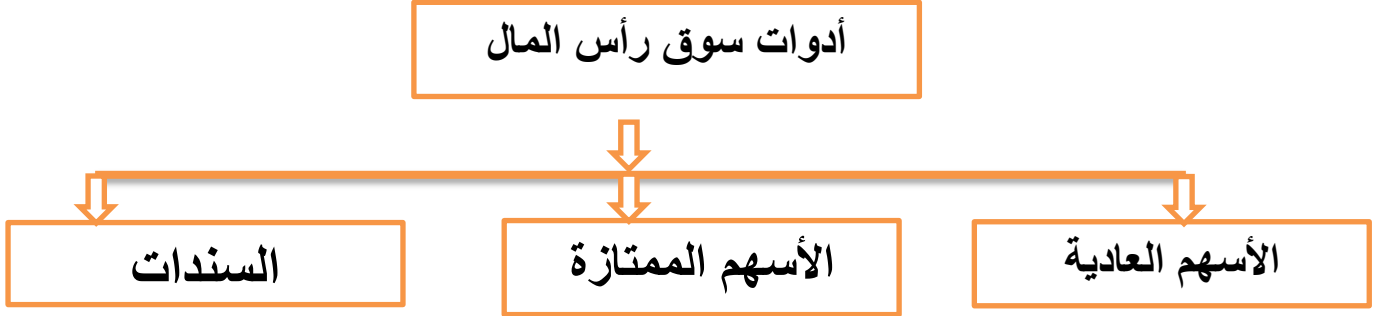 أدوات سوق رأس المال
الأسهم العادية
الأسهم الممتازة
السندات